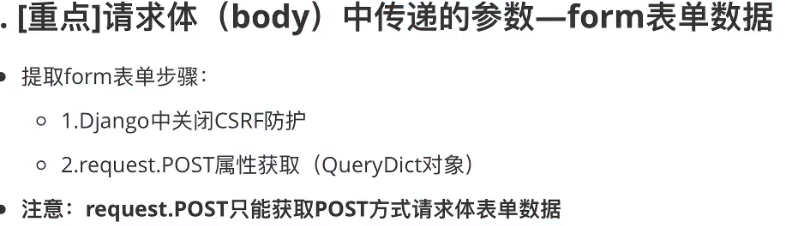 . [重点]请求体（body）中传递的参数—form表单数据
提取form表单步骤：
1.Django中关闭CSRF防护
2.request.POST属性获取（QueryDict对象）
注意：request.POST只能获取POST方式请求体表单数据